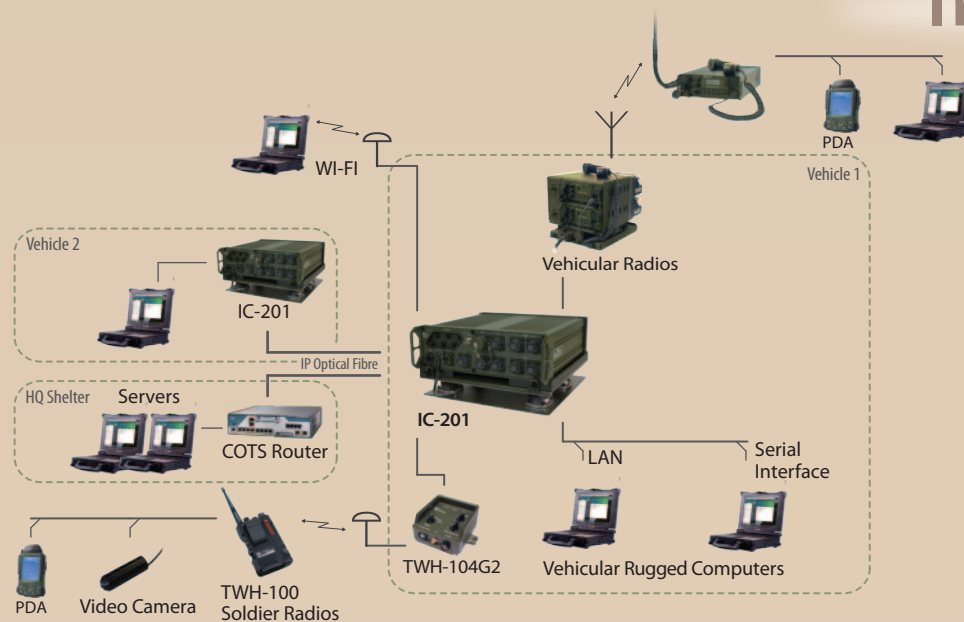 PDA
Vehicle 1
WI-FI
Vehicle 2
Vehicular Radios
IC-201
IP Optical Fibre
HQ Shelter
Servers
COTS Router
IC-201
LAN
Serial
Interface
TWH-104G2
Vehicular Rugged Computers
PDA
Video Camera
TWH-100
Soldier Radios